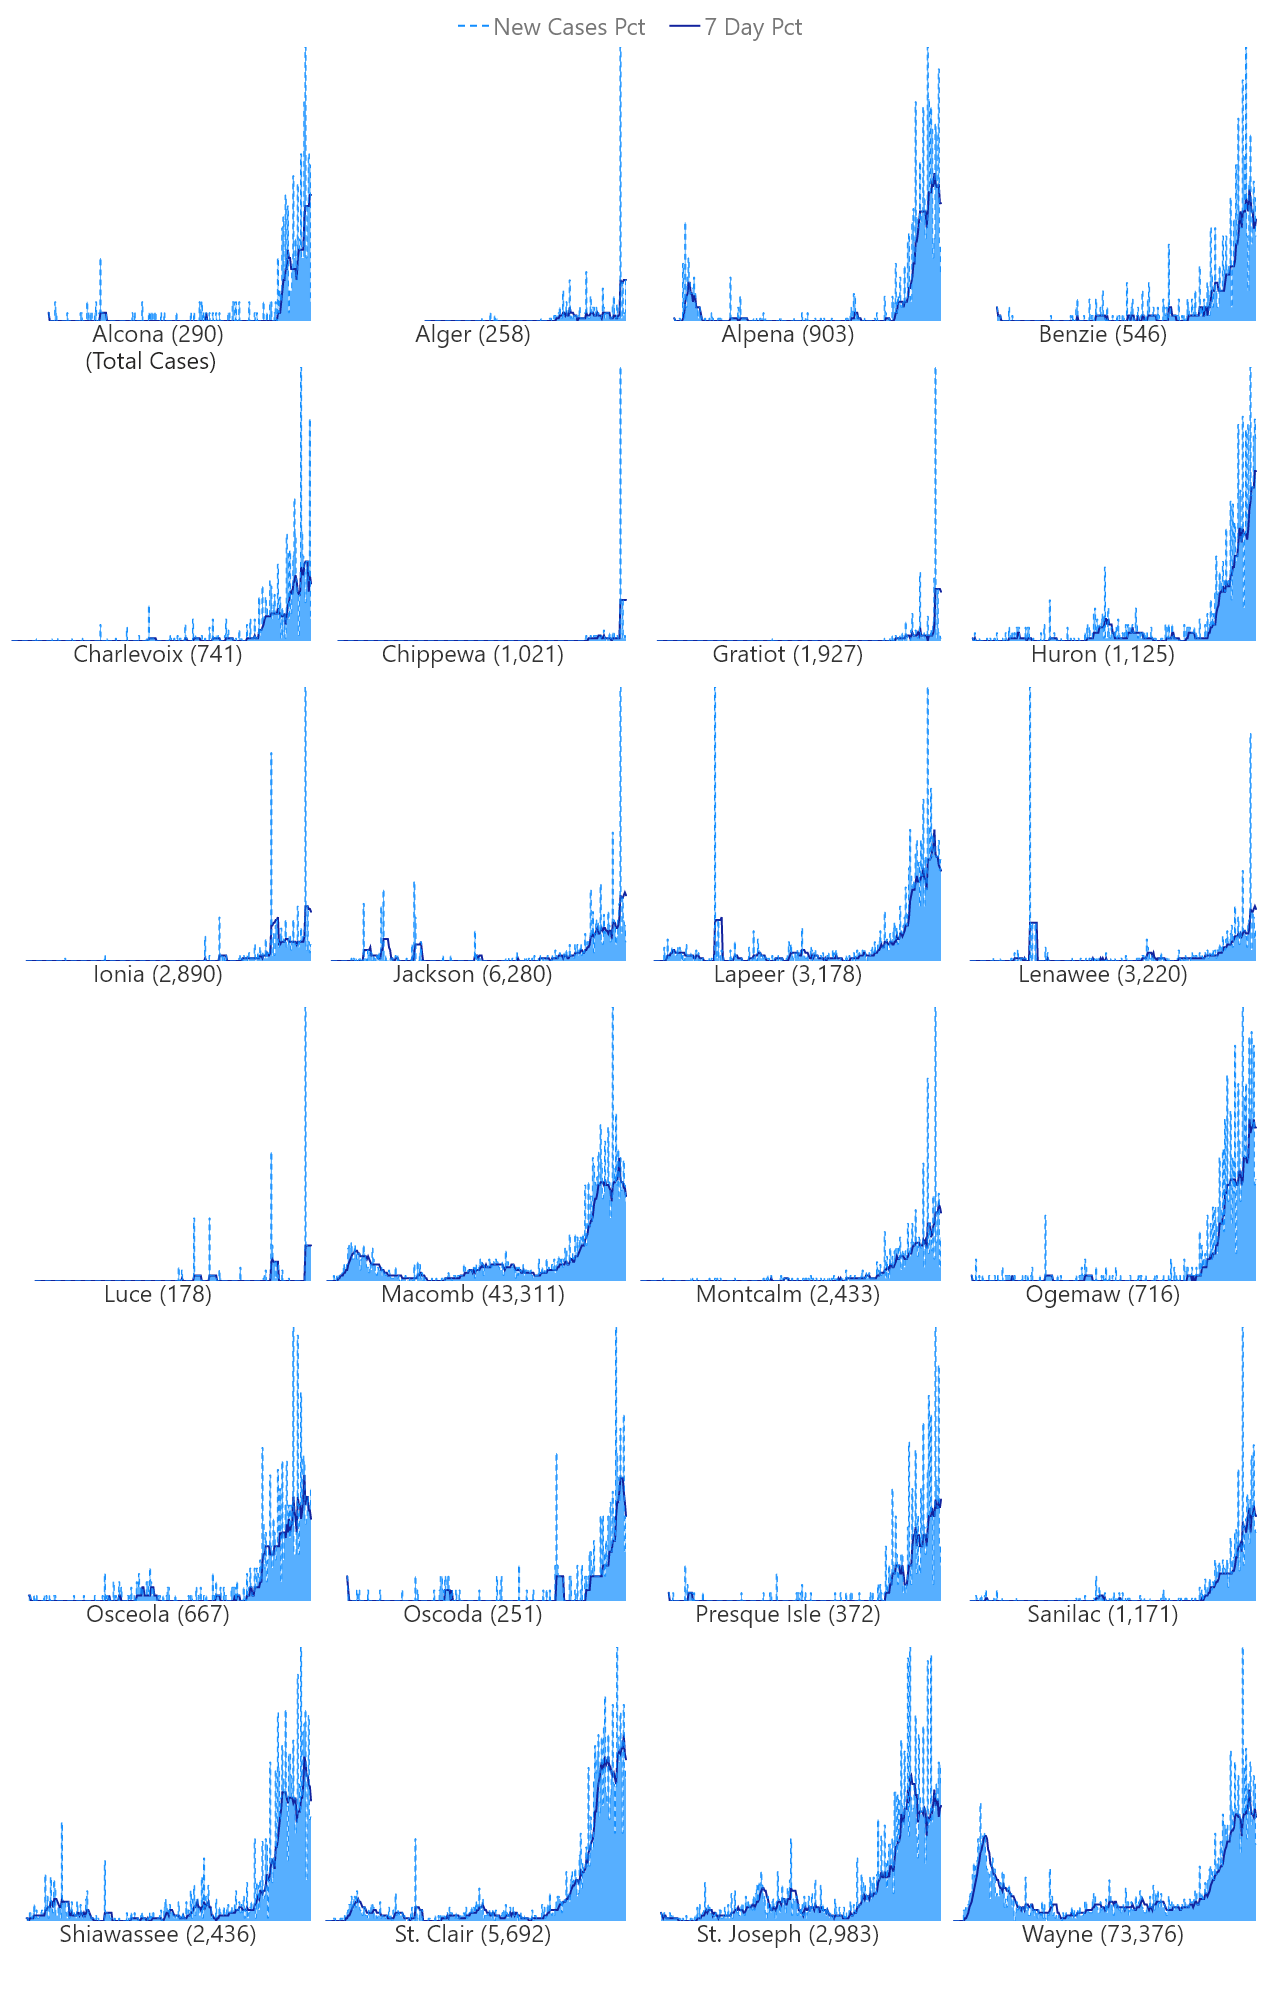 New Cases Pct 7 Day Pct
Alcona (290) Alger (258) Alpena (903) Benzie (546)
(Total Cases)
Charlevoix (741) Chippewa (1,021) Gratiot (1,927) Huron (1,125)
Ionia (2,890) Jackson (6,280) Lapeer (3,178) Lenawee (3,220)
Luce (178) Macomb (43,311) Montcalm (2,433) Ogemaw (716)
Osceola (667) Oscoda (251) Presque Isle (372) Sanilac (1,171)
Shiawassee (2,436) St. Clair (5,692) St. Joseph (2,983) Wayne (73,376)